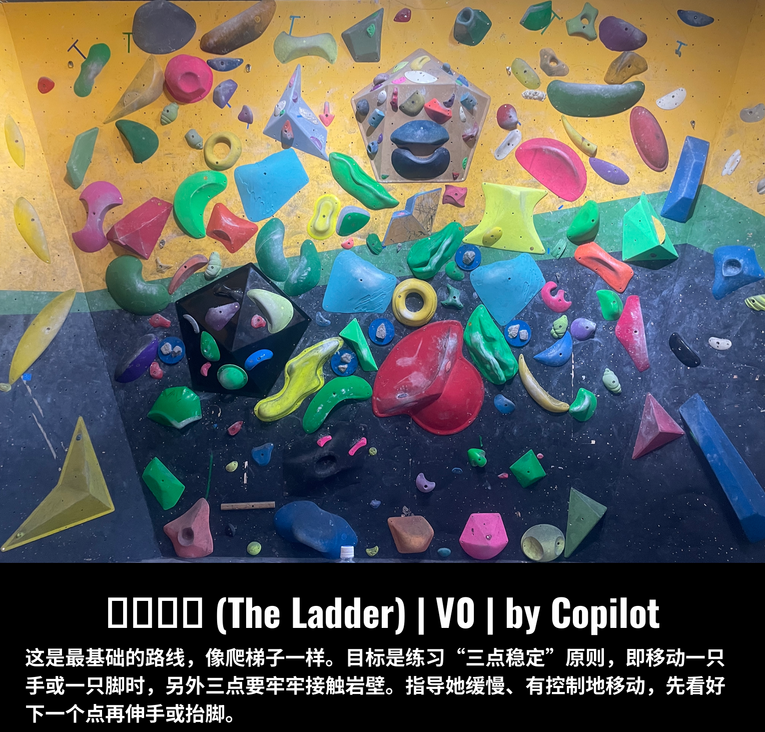 (The Ladder) | V0 | by Copilot
这是最基础的路线，像爬梯子一样。目标是练习“三点稳定”原则，即移动一只
手或一只脚时，另外三点要牢牢接触岩壁。指导她缓慢、有控制地移动，先看好
下一个点再伸手或抬脚。